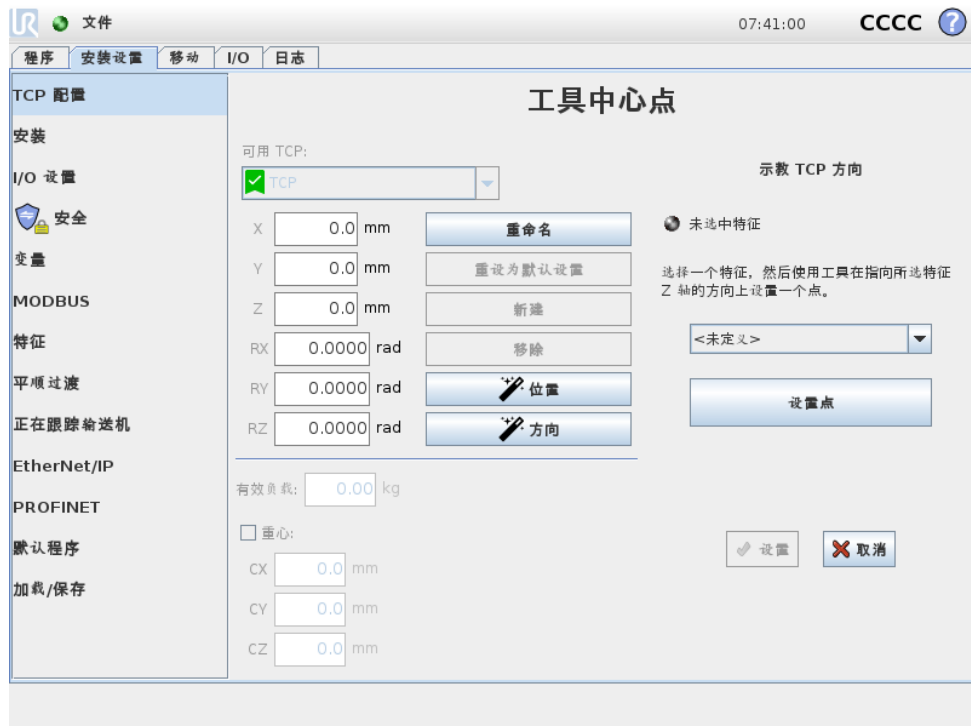 UR 文件 07:41:00 CCCC ?
程序 安装设置 移动 I/O 日志
TCP 配置
安装
I/O 设置
安全
变量
MODBUS
特征
平顺过渡
正在跟踪输送机
EtherNet/IP
PROFINET
默认程序
加载/保存
工具中心点
可用 TCP:
TCP
X 0.0 mm 重命名
Y 0.0 mm 重设为默认设置
Z 0.0 mm 新建
RX 0.0000 rad 移除
RY 0.0000 rad 位置
RZ 0.0000 rad 方向
有效负载: 0.00 kg
重心:
CX 0.0 mm
CY 0.0 mm
CZ 0.0 mm
示教 TCP 方向
未选中特征
选择一个特征，然后使用工具在指向所选特征
Z 轴的方向上设置一个点。
<未定义>
设置点
设置 取消